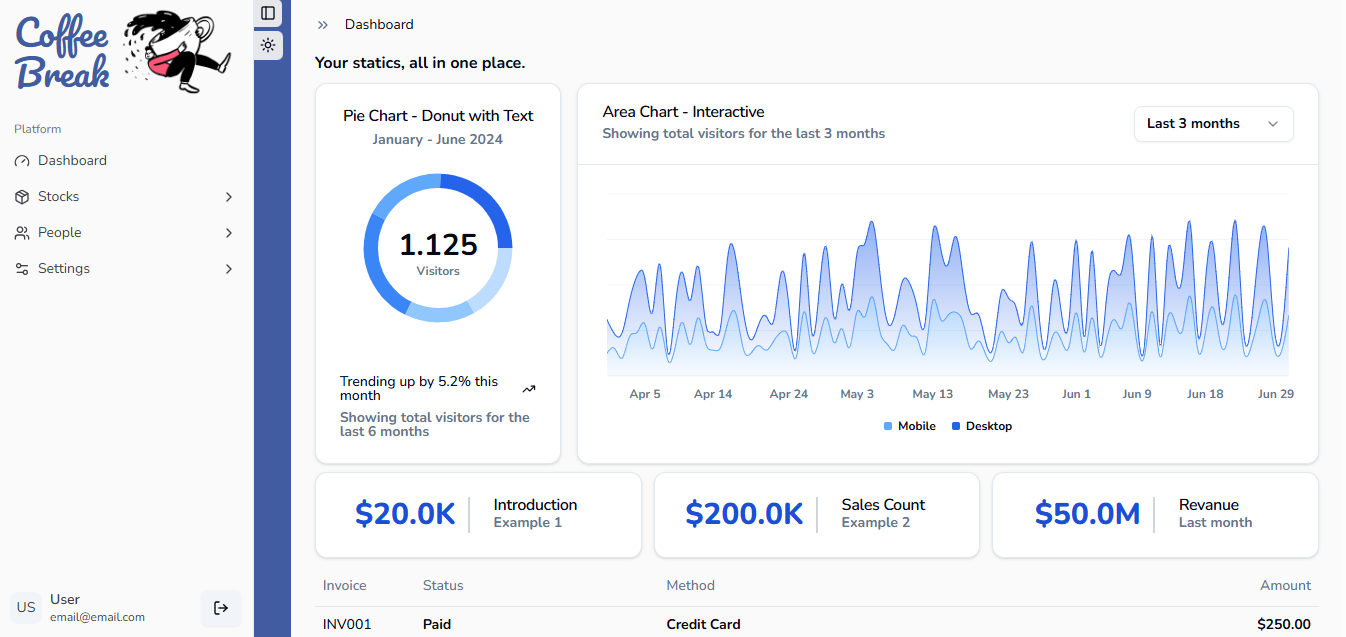 Coffee
Break
Platform
Dashboard
Stocks
People
Settings
US
User
email@email.com
Dashboard
Your statics, all in one place.
Pie Chart - Donut with Text
January - June 2024
1.125
Visitors
Trending up by 5.2% this
month
Showing total visitors for the
last 6 months
Area Chart - Interactive
Showing total visitors for the last 3 months
Last 3 months
Apr 5 Apr 14 Apr 24 May 3 May 13 May 23 Jun 1 Jun 9 Jun 18 Jun 29
Mobile Desktop
$20.0K
Introduction
Example 1
$200.0K
Sales Count
Example 2
$50.0M
Revanue
Last month
Invoice Status Method Amount
INV001 Paid Credit Card $250.00